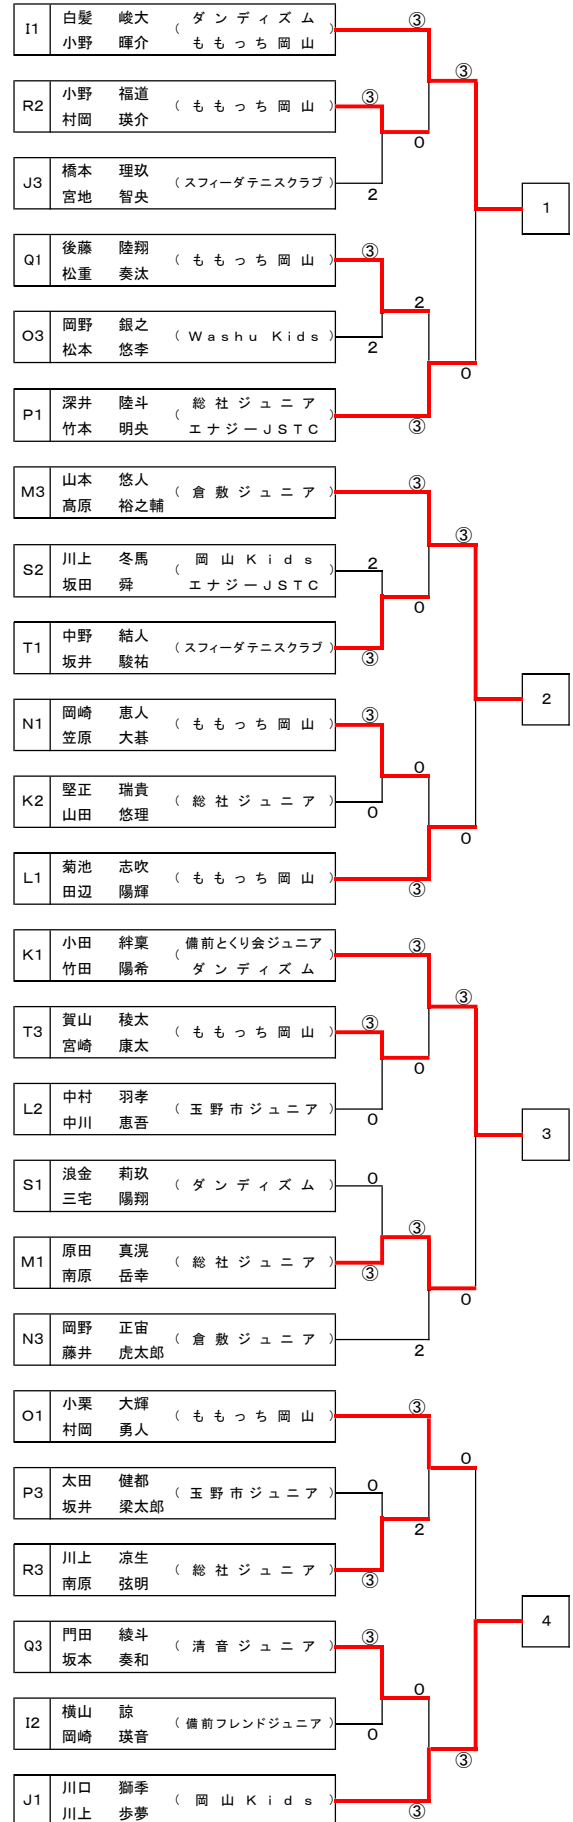 I1 白髪 峻大 ( ダンディズム
小野 暉介 ももっち岡山 )
③
③
R2 小野 福道 村岡 瑛介 ( ももっち岡山 )
③
0
J3 橋本 理玖 宮地 智央 ( スフィーダテニスクラブ )
2
1
Q1 後藤 陸翔 松重 奏汰 ( ももっち岡山 )
③
2
O3 岡野 銀之 松本 悠李 ( Washu Kids )
2
0
P1 深井 陸斗 竹本 明央 ( 総社ジュニア エナジーJSTC )
③
M3 山本 悠人 髙原 裕之輔 ( 倉敷ジュニア )
③
③
S2 川上 冬馬 坂田 舜 ( 岡山Kids エナジーJSTC )
2
0
T1 中野 結人 坂井 駿祐 ( スフィーダテニスクラブ )
③
2
N1 岡崎 恵人 笠原 大碁 ( ももっち岡山 )
③
0
K2 堅正 瑞貴 山田 悠理 ( 総社ジュニア )
0
0
L1 菊池 志吹 田辺 陽輝 ( ももっち岡山 )
③
K1 小田 絆稟 竹田 陽希 ( 備前とくり会ジュニア ダンディズム )
③
③
T3 賀山 稜太 宮崎 康太 ( ももっち岡山 )
③
0
L2 中村 羽孝 中川 恵吾 ( 玉野市ジュニア )
0
3
S1 浪金 莉玖 三宅 陽翔 ( ダンディズム )
0
③
M1 原田 真滉 南原 岳幸 ( 総社ジュニア )
③
0
N3 岡野 正宙 藤井 虎太郎 ( 倉敷ジュニア )
2
O1 小栗 大輝 村岡 勇人 ( ももっち岡山 )
③
0
P3 太田 健都 坂井 梁太郎 ( 玉野市ジュニア )
0
2
R3 川上 凉生 南原 弦明 ( 総社ジュニア )
③
4
Q3 門田 綾斗 坂本 奏和 ( 清音ジュニア )
③
0
I2 横山 諒 岡崎 瑛音 ( 備前フレンドジュニア )
0
③
J1 川口 獅季 川上 歩夢 ( 岡山Kids )
③